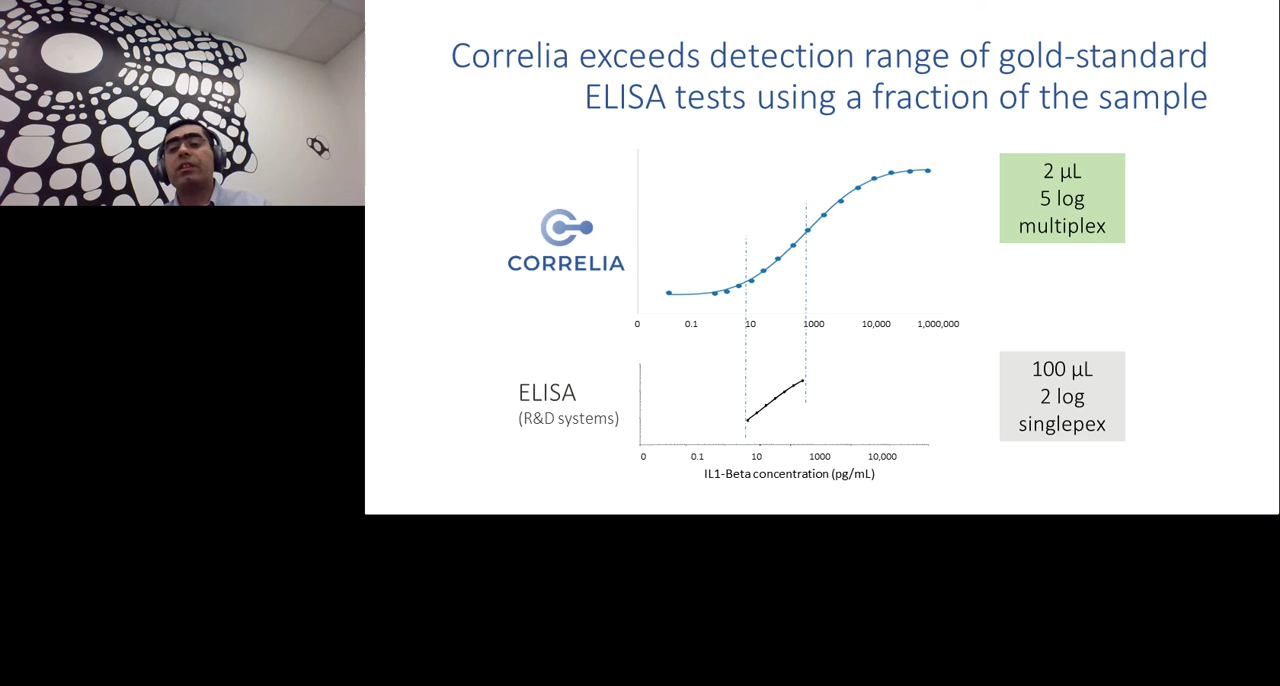 Correlia exceeds detection range of gold-standard
ELISA tests using a fraction of the sample
CORRELIA
0 0.1 10 1000 10,000 1,000,000
2 µL
5 log
multiplex
ELISA
(R&D systems)
0 0.1 10 1000 10,000
IL1-Beta concentration (pg/mL)
100 µL
2 log
singlepex